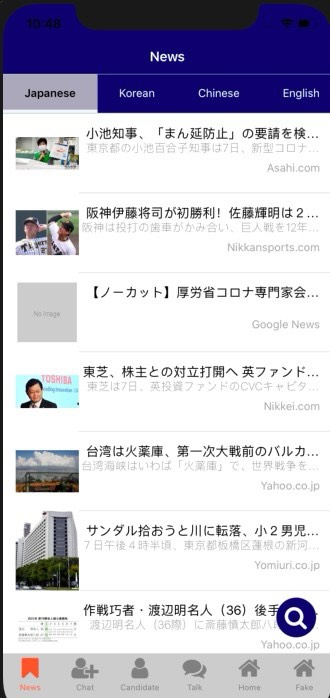 10:48
News
Japanese Korean Chinese English
小池知事、「まん延防止」の要請を検...
東京都の小池百合子知事は7日、新型コロナ...
Asahi.com
阪神伊藤将司が初勝利！佐藤輝明は２...
阪神は投打の歯車がかみ合い、巨人戦を12年...
Nikkansports.com
No Image
【ノーカット】厚労省コロナ専門家会...
Google News
TOSHIBA
東芝、株主との対立打開へ 英ファンド...
東芝は7日、英投資ファンドのCVCキャピタ...
Nikkei.com
台湾は火薬庫、第一次大戦前のバルカ...
台湾海峡はいわば「火薬庫」で、世界戦争を...
Yahoo.co.jp
サンダル拾おうと川に転落、小２男児...
７日午後４時半頃、東京都板橋区蓮根の新河...
Yomiuri.co.jp
作戦巧者・渡辺明名人（36）後手
渡辺明名人（36際）に斎藤慎太郎八
Yahoo.co.jp
News Chat Candidate Talk Home Fake